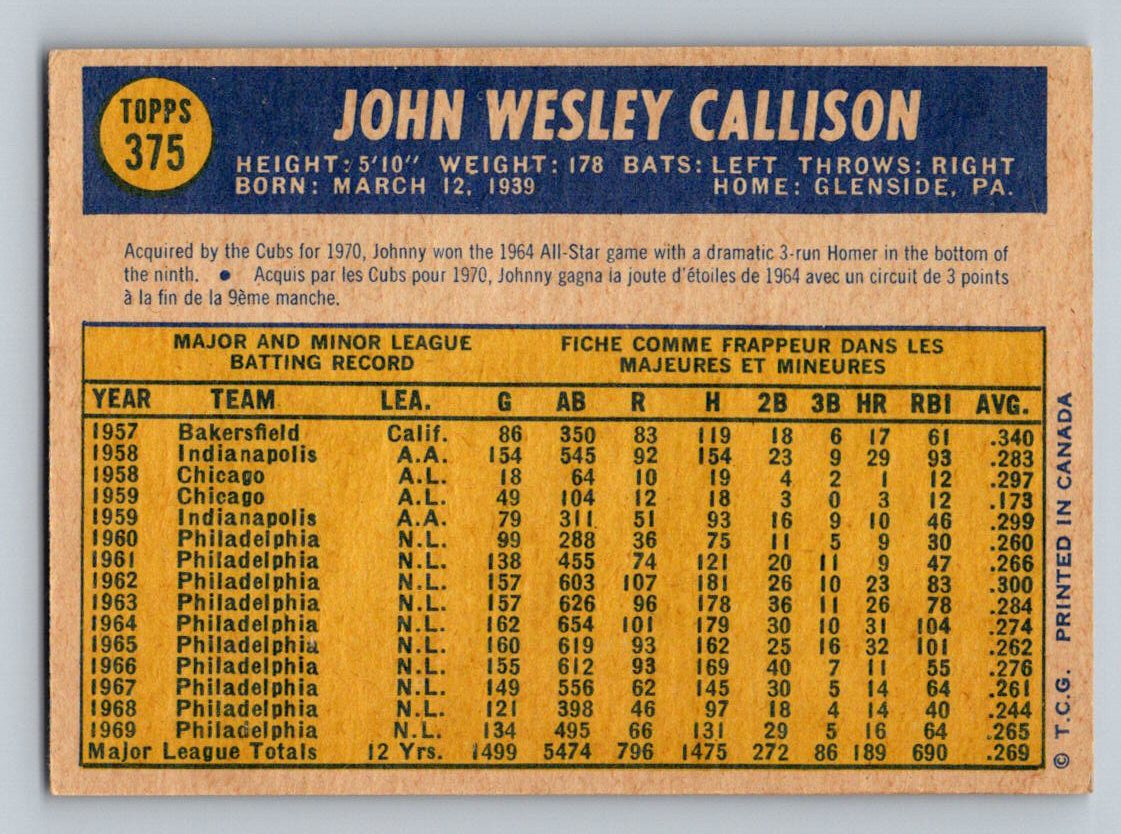 TOPPS
375
JOHN WESLEY CALLISON
HEIGHT: 5'10" WEIGHT: 178 BATS: LEFT THROWS: RIGHT
BORN: MARCH 12, 1939 HOME: GLENSIDE, PA.
Acquired by the Cubs for 1970, Johnny won the 1964 All-Star game with a dramatic 3-run Homer in the bottom of
the ninth. • Acquis par les Cubs pour 1970, Johnny gagna la joute d'étoiles de 1964 avec un circuit de 3 points
à la fin de la 9ème manche.
MAJOR AND MINOR LEAGUE FICHE COMME FRAPPEUR DANS LES
BATTING RECORD MAJEURES ET MINEURES
YEAR TEAM LEA. G AB R H 2B 3B HR RBI AVG.
1957 Bakersfield Calif. 86 350 83 119 18 6 17 61 .340
1958 Indianapolis A.A. 154 545 92 154 23 9 29 93 .283
1958 Chicago A.L. 18 64 10 19 4 2 1 12 .297
1959 Chicago A.L. 49 104 12 18 3 0 3 12 .173
1959 Indianapolis A.A. 79 311 51 93 16 9 10 46 .299
1960 Philadelphia N.L. 99 288 36 75 11 5 9 30 .260
1961 Philadelphia N.L. 138 455 74 121 20 11 9 47 .266
1962 Philadelphia N.L. 157 603 107 181 26 10 23 83 .300
1963 Philadelphia N.L. 157 626 96 178 36 11 26 78 .284
1964 Philadelphia N.L. 162 654 101 179 30 10 31 104 .274
1965 Philadelphia N.L. 160 619 93 162 25 16 32 101 .262
1966 Philadelphia N.L. 155 612 93 169 40 7 11 55 .276
1967 Philadelphia N.L. 149 556 62 145 30 5 14 64 .261
1968 Philadelphia N.L. 121 398 46 97 18 4 14 40 .244
1969 Philadelphia N.L. 134 495 66 131 29 5 16 64 .265
Major League Totals 12 Yrs. 1499 5474 796 1475 272 86 189 690 .269
© T.C.G. PRINTED IN CANADA